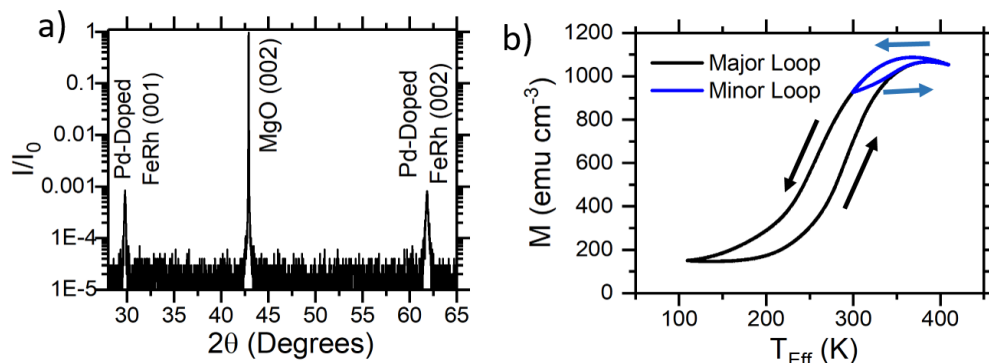 a)
I/I0
1
0.1
0.01
0.001
1E-4
1E-5
Pd-Doped
FeRh (001)
MgO (002)
Pd-Doped
FeRh (002)
30 35 40 45 50 55 60 65
2θ (Degrees)
b)
M (emu cm-3)
1200
1000
800
600
400
200
0
Major Loop
Minor Loop
100 200 300 400
TEff (K)